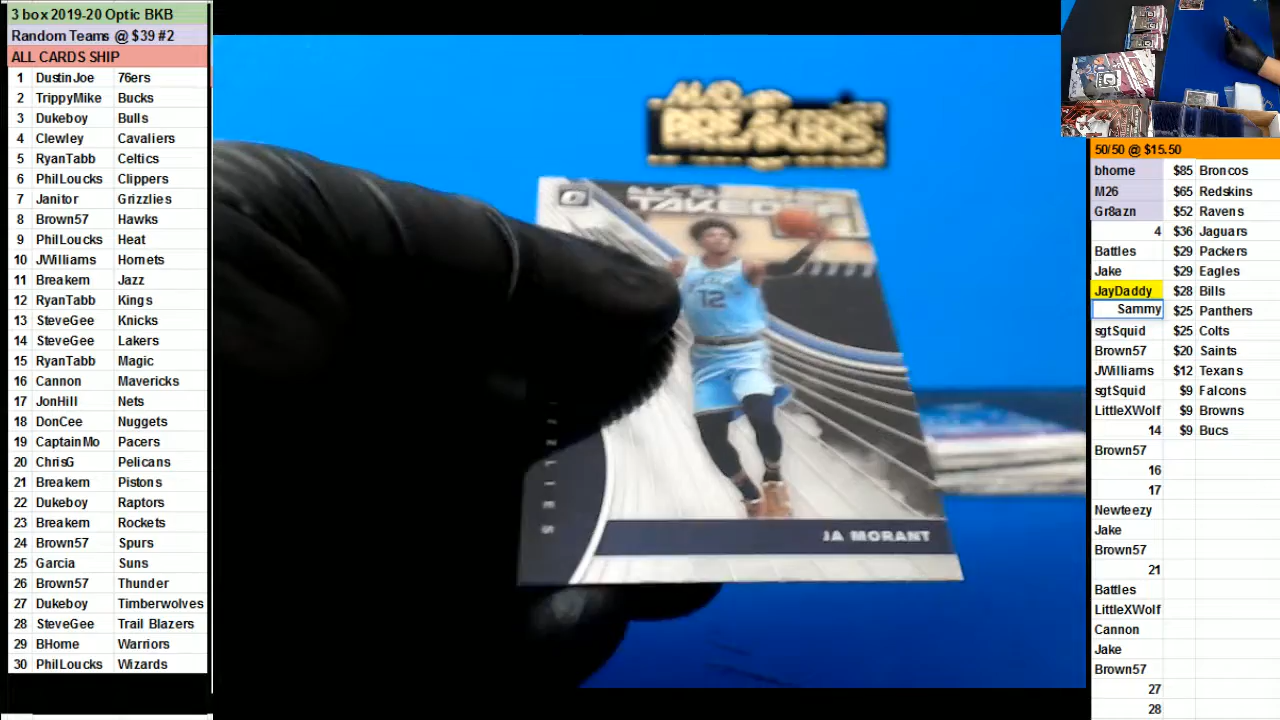 3 box 2019-20 Optic BKB
Random Teams @ $39 #2
ALL CARDS SHIP
1 DustinJoe 76ers
2 TrippyMike Bucks
3 Dukeboy Bulls
4 Clewley Cavaliers
5 RyanTabb Celtics
6 PhilLoucks Clippers
7 Janitor Grizzlies
8 Brown57 Hawks
9 PhilLoucks Heat
10 JWilliams Hornets
11 Breakem Jazz
12 RyanTabb Kings
13 SteveGee Knicks
14 SteveGee Lakers
15 RyanTabb Magic
16 Cannon Mavericks
17 JonHill Nets
18 DonCee Nuggets
19 CaptainMo Pacers
20 ChrisG Pelicans
21 Breakem Pistons
22 Dukeboy Raptors
23 Breakem Rockets
24 Brown57 Spurs
25 Garcia Suns
26 Brown57 Thunder
27 Dukeboy Timberwolves
28 SteveGee Trail Blazers
29 BHome Warriors
30 PhilLoucks Wizards
BREAKERS
12
JA MORANT
50/50 @ $15.50
bhome $85 Broncos
M26 $65 Redskins
Gr8azn $52 Ravens
4 $36 Jaguars
Battles $29 Packers
Jake $29 Eagles
JayDaddy $28 Bills
Sammy $25 Panthers
sgtSquid $25 Colts
Brown57 $20 Saints
JWilliams $12 Texans
sgtSquid $9 Falcons
LittleXWolf $9 Browns
14 $9 Bucs
Brown57
16
17
Newteezy
Jake
Brown57
21
Battles
LittleXWolf
Cannon
Jake
Brown57
27
28